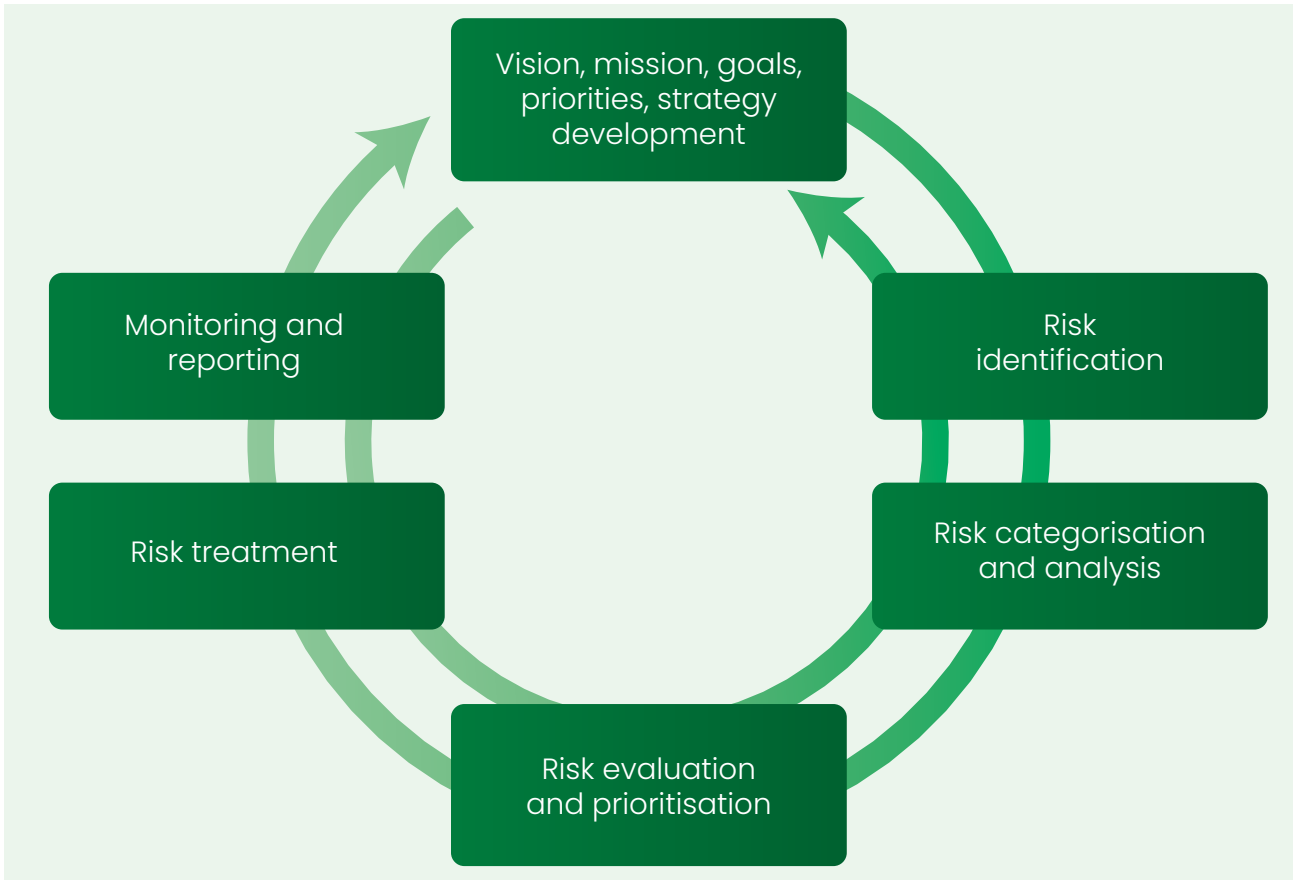 Vision, mission, goals,
priorities, strategy
development
Risk
identification
Risk categorisation
and analysis
Risk evaluation
and prioritisation
Risk treatment
Monitoring and
reporting